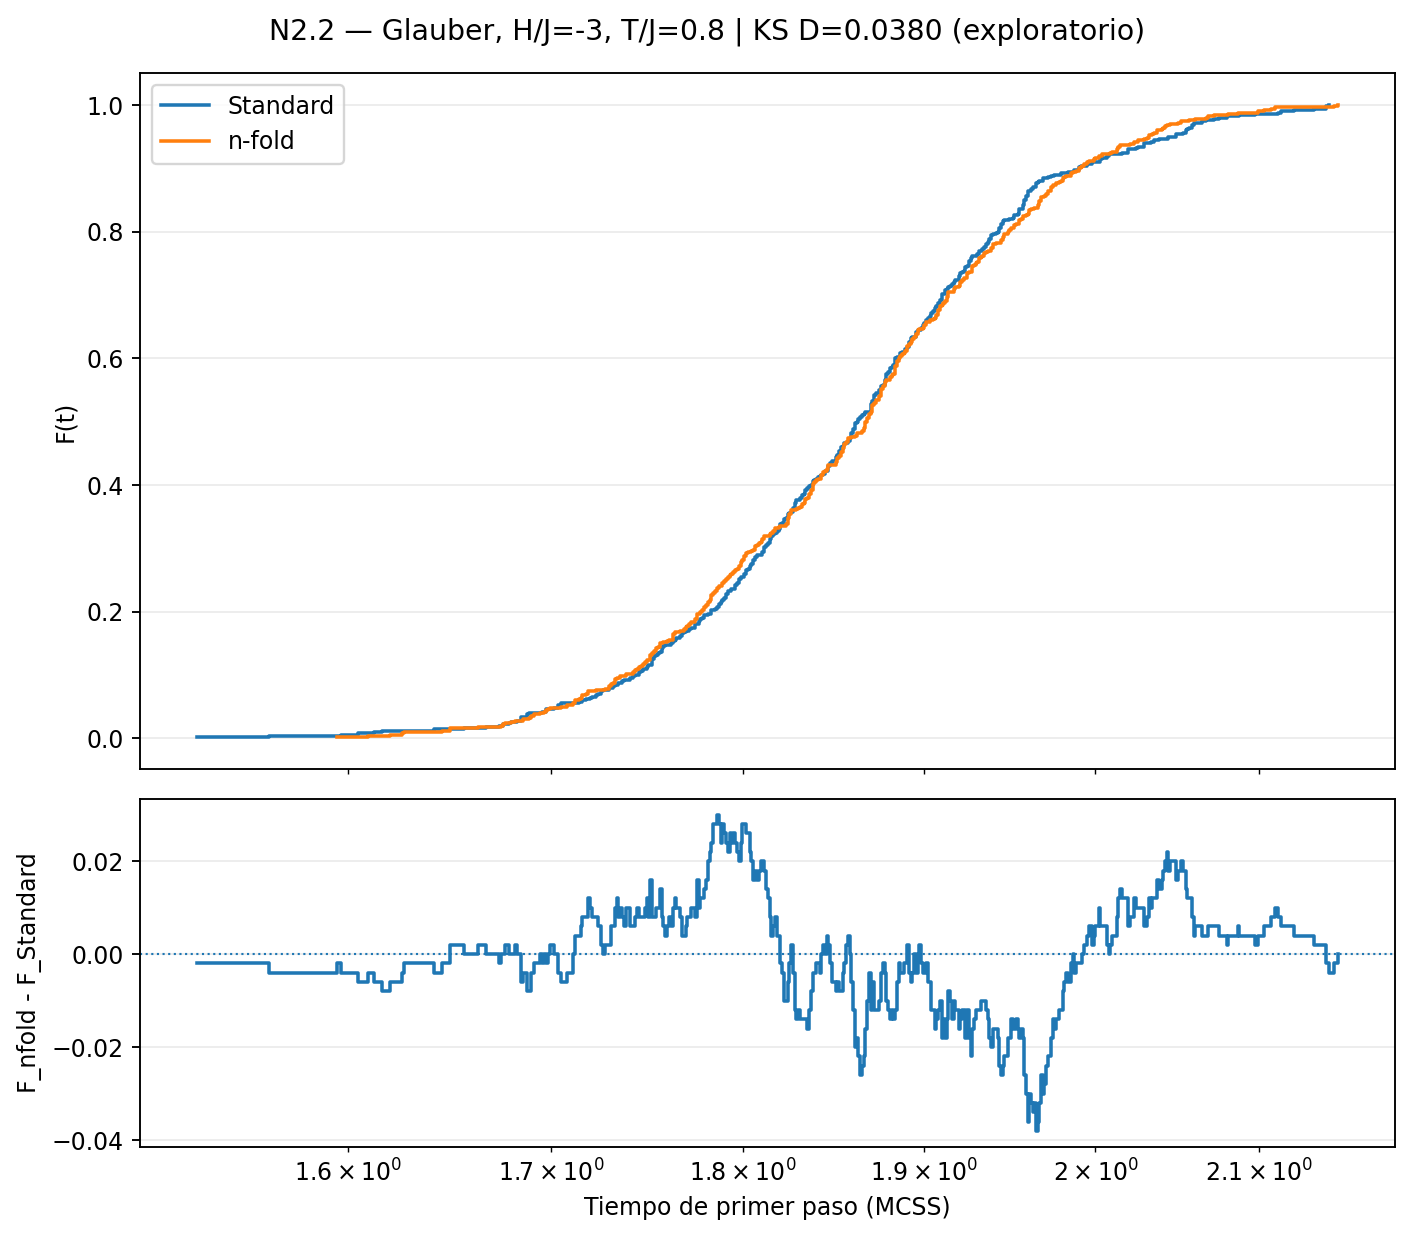 N2.2 — Glauber, H/J=-3, T/J=0.8 | KS D=0.0380 (exploratorio)
Standard
n-fold
F(t)
1.0
0.8
0.6
0.4
0.2
0.0
F_nfold - F_Standard
0.02
0.00
−0.02
−0.04
1.6 × 10⁰
1.7 × 10⁰
1.8 × 10⁰
1.9 × 10⁰
2 × 10⁰
2.1 × 10⁰
Tiempo de primer paso (MCSS)